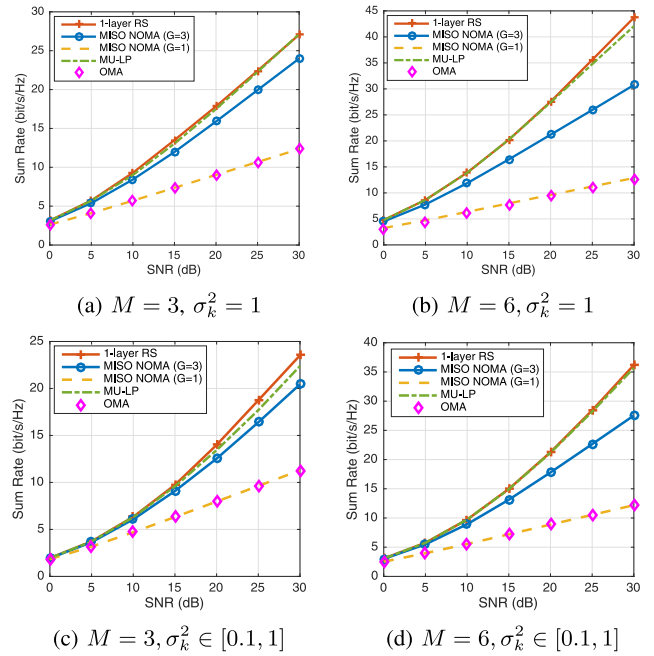 30
25
20
15
10
5
0
Sum Rate (bit/s/Hz)
1-layer RS
MISO NOMA (G=3)
MISO NOMA (G=1)
MU-LP
OMA
0 5 10 15 20 25 30
SNR (dB)
(a) M = 3, σ_k^2 = 1
45
40
35
30
25
20
15
10
5
0
Sum Rate (bit/s/Hz)
1-layer RS
MISO NOMA (G=3)
MISO NOMA (G=1)
MU-LP
OMA
0 5 10 15 20 25 30
SNR (dB)
(b) M = 6, σ_k^2 = 1
25
20
15
10
5
0
Sum Rate (bit/s/Hz)
1-layer RS
MISO NOMA (G=3)
MISO NOMA (G=1)
MU-LP
OMA
0 5 10 15 20 25 30
SNR (dB)
(c) M = 3, σ_k^2 ∈ [0.1, 1]
40
35
30
25
20
15
10
5
0
Sum Rate (bit/s/Hz)
1-layer RS
MISO NOMA (G=3)
MISO NOMA (G=1)
MU-LP
OMA
0 5 10 15 20 25 30
SNR (dB)
(d) M = 6, σ_k^2 ∈ [0.1, 1]